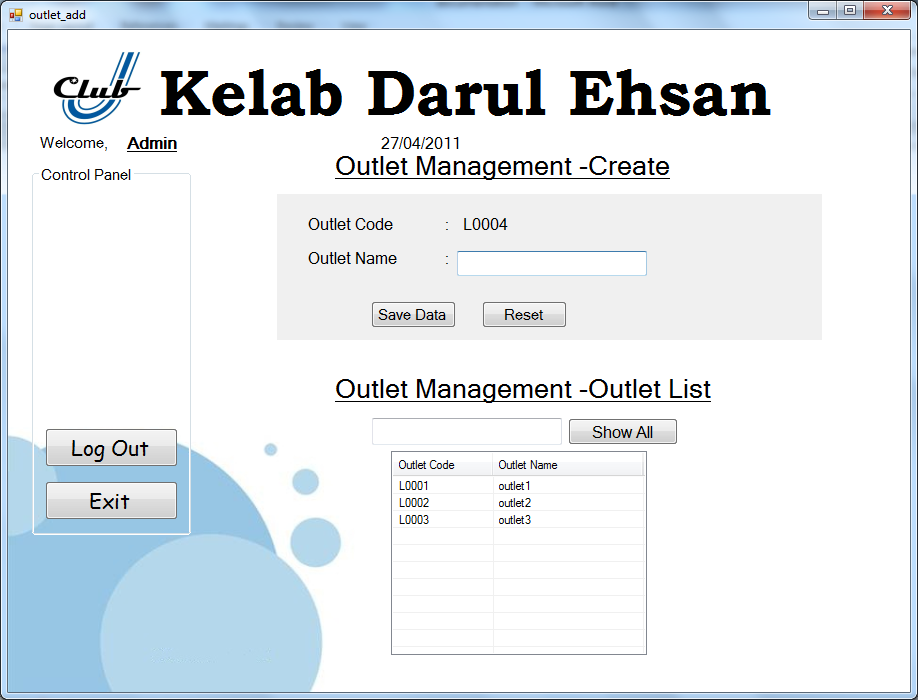 outlet_add
Club
Kelab Darul Ehsan
Welcome, Admin
27/04/2011
Outlet Management -Create
Control Panel
Outlet Code : L0004
Outlet Name :
Save Data Reset
Outlet Management -Outlet List
Show All
Log Out
Exit
Outlet Code Outlet Name
L0001 outlet1
L0002 outlet2
L0003 outlet3